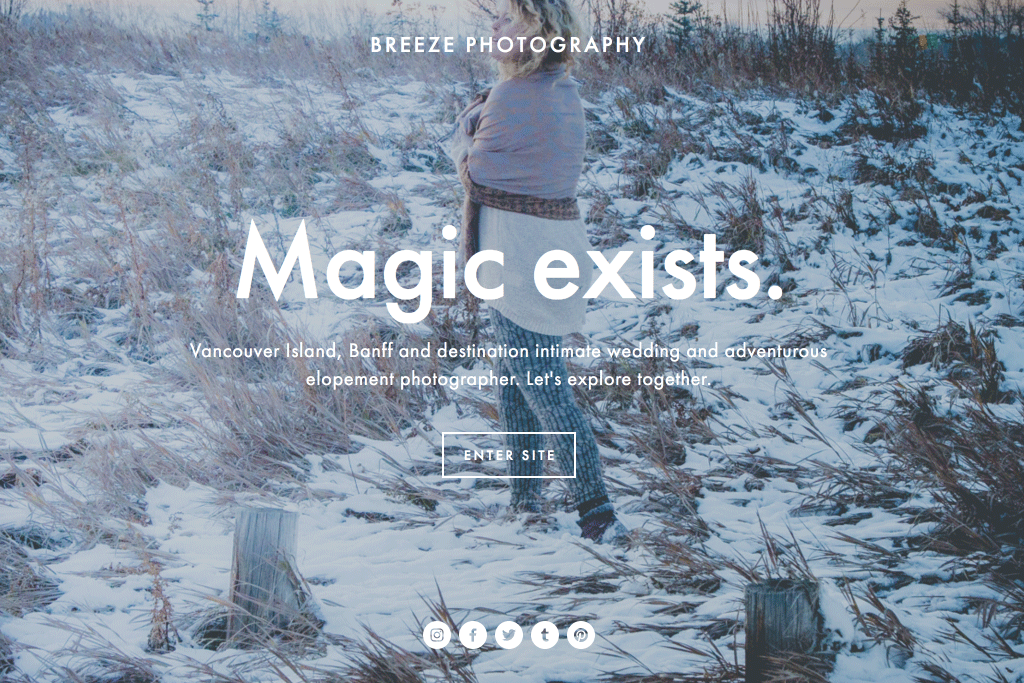 BREEZE PHOTOGRAPHY
Magic exists.
Vancouver Island, Banff and destination intimate wedding and adventurous
elopement photographer. Let's explore together.
ENTER SITE